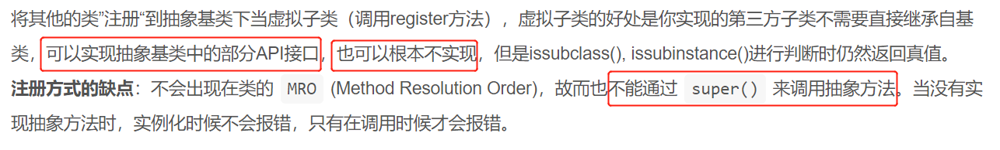 将其他的类”注册“到抽象基类下当虚拟子类（调用register方法），虚拟子类的好处是你实现的第三方子类不需要直接继承自基
类，可以实现抽象基类中的部分API接口，也可以根本不实现，但是issubclass(), issubinstance()进行判断时仍然返回真值。
注册方式的缺点：不会出现在类的 MRO (Method Resolution Order)，故而也不能通过 super() 来调用抽象方法。当没有实
现抽象方法时，实例化时候不会报错，只有在调用时候才会报错。